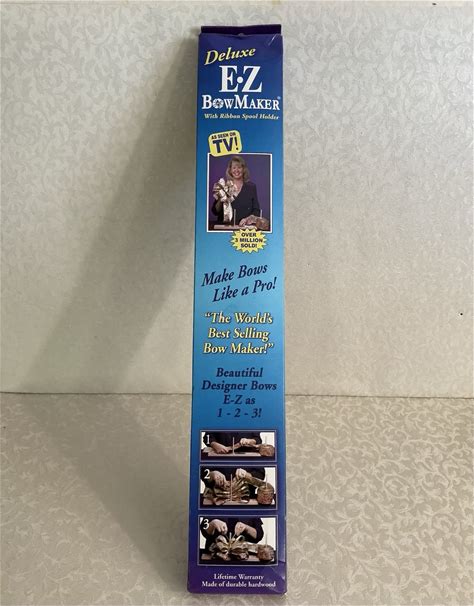 Deluxe
E·Z
BOWMAKER®
With Ribbon Spool Holder
AS SEEN ON
TV!
OVER
3 MILLION
SOLD!
Make Bows
Like a Pro!
"The World's
Best Selling
Bow Maker!"
Beautiful
Designer Bows
E-Z as
1 - 2 - 3!
1
2
3
Lifetime Warranty
Made of durable hardwood